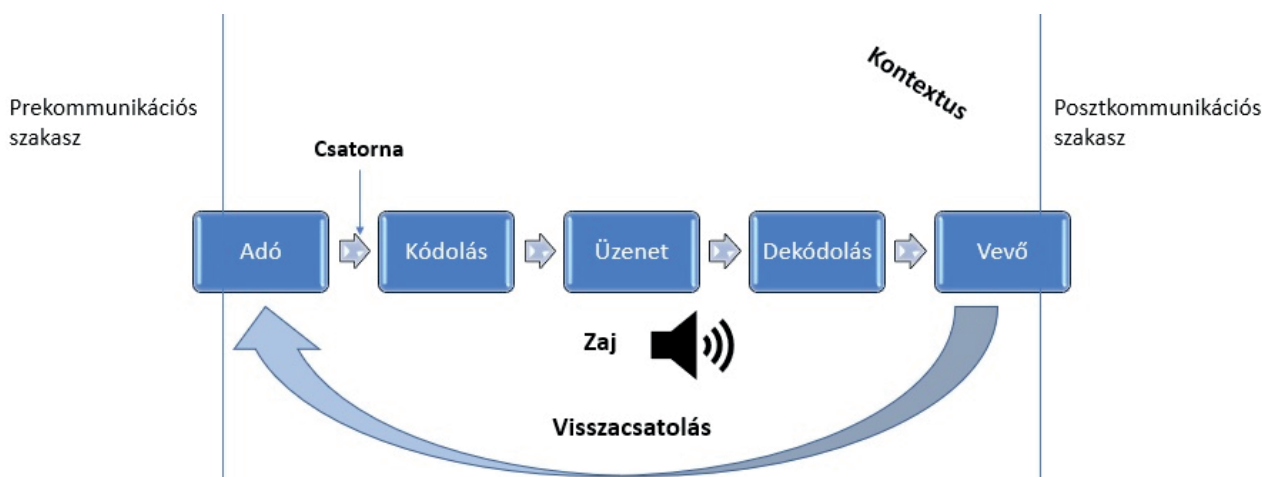 Kontextus
Prekommunikációs
szakasz
Posztkommunikációs
szakasz
Csatorna
Adó
Kódolás
Üzenet
Dekódolás
Vevő
Zaj
Visszacsatolás